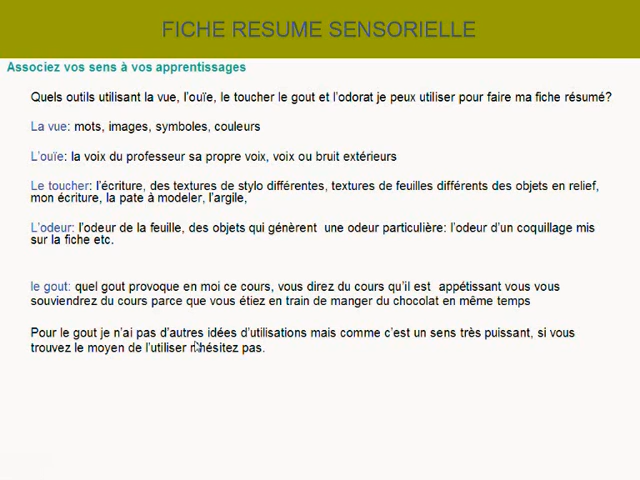 FICHE RESUME SENSORIELLE
Associez vos sens à vos apprentissages
Quels outils utilisant la vue, l'ouïe, le toucher le gout et l'odorat je peux utiliser pour faire ma fiche résumé?
La vue: mots, images, symboles, couleurs
L'ouïe: la voix du professeur sa propre voix, voix ou bruit extérieurs
Le toucher: l'écriture, des textures de stylo différentes, textures de feuilles différents des objets en relief,
mon écriture, la pate à modeler, l'argile,
L'odeur: l'odeur de la feuille, des objets qui génèrent une odeur particulière: l'odeur d'un coquillage mis
sur la fiche etc.
le gout: quel gout provoque en moi ce cours, vous direz du cours qu'il est appétissant vous vous
souviendrez du cours parce que vous étiez en train de manger du chocolat en même temps
Pour le gout je n'ai pas d'autres idées d'utilisations mais comme c'est un sens très puissant, si vous
trouvez le moyen de l'utiliser n'hésitez pas.